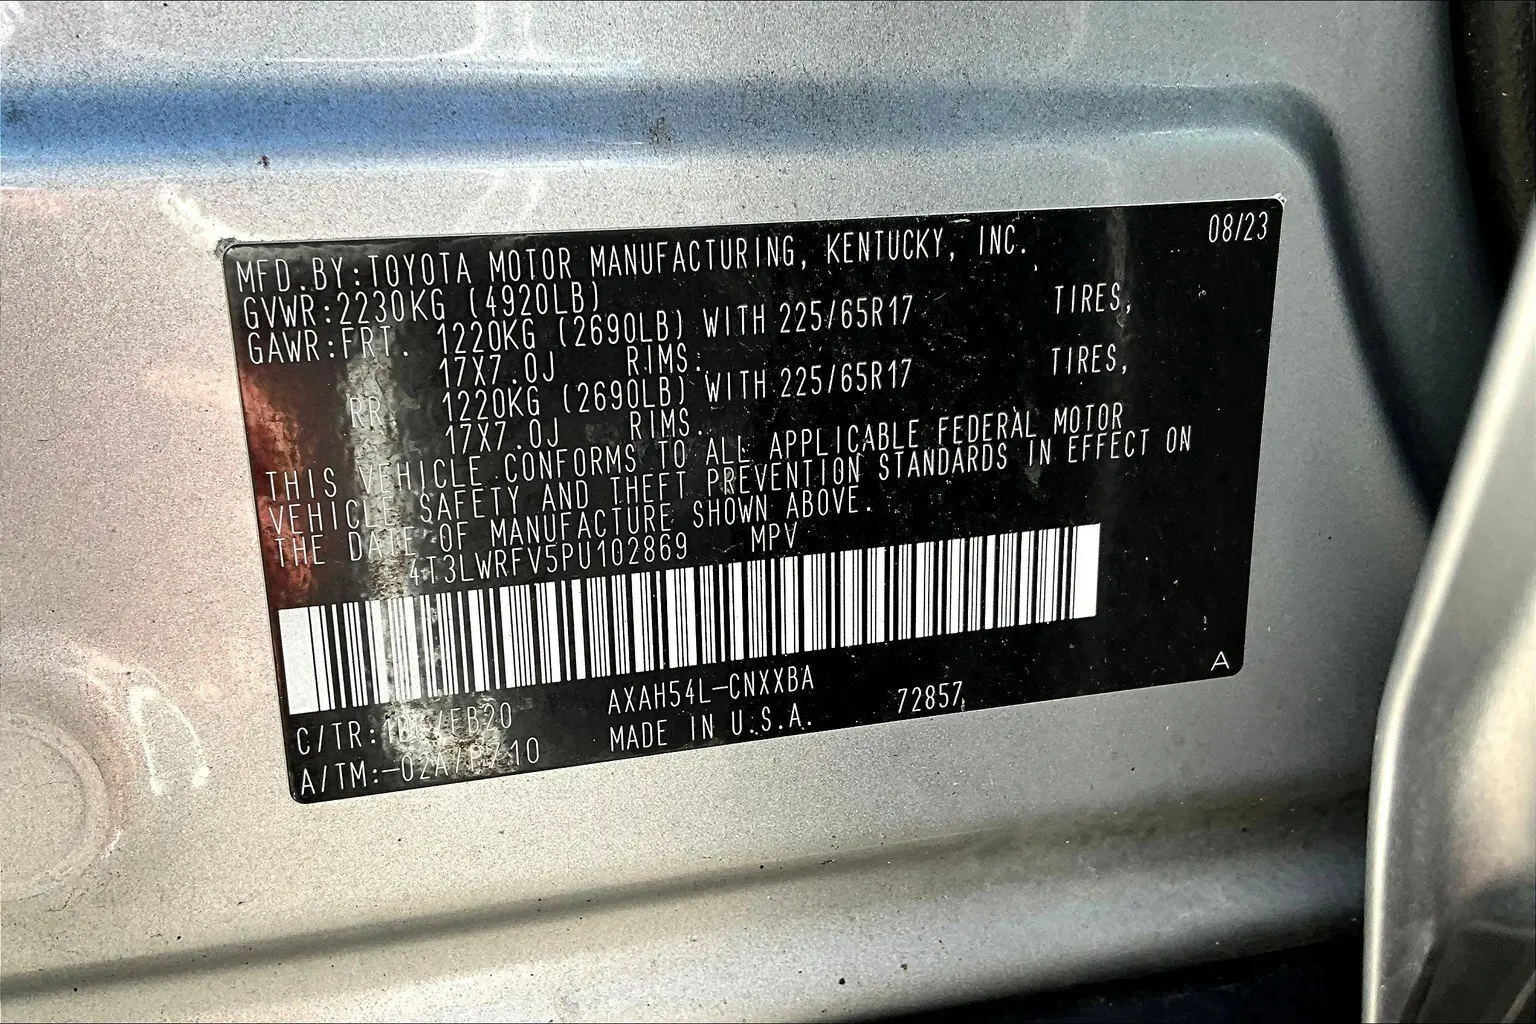 08/23
MFD.BY:TOYOTA MOTOR MANUFACTURING, KENTUCKY, INC.
GVWR:2230KG (4920LB)
GAWR:FRT. 1220KG (2690LB) WITH 225/65R17 TIRES,
17X7.0J RIMS.
RR. 1220KG (2690LB) WITH 225/65R17 TIRES,
17X7.0J RIMS.
THIS VEHICLE CONFORMS TO ALL APPLICABLE FEDERAL MOTOR
VEHICLE SAFETY AND THEFT PREVENTION STANDARDS IN EFFECT ON
THE DATE OF MANUFACTURE SHOWN ABOVE.
4T3LWRFV5PU102869 MPV
A
AXAH54L-CNXXBA
C/TR: MADE IN U.S.A. 72857
A/TM: